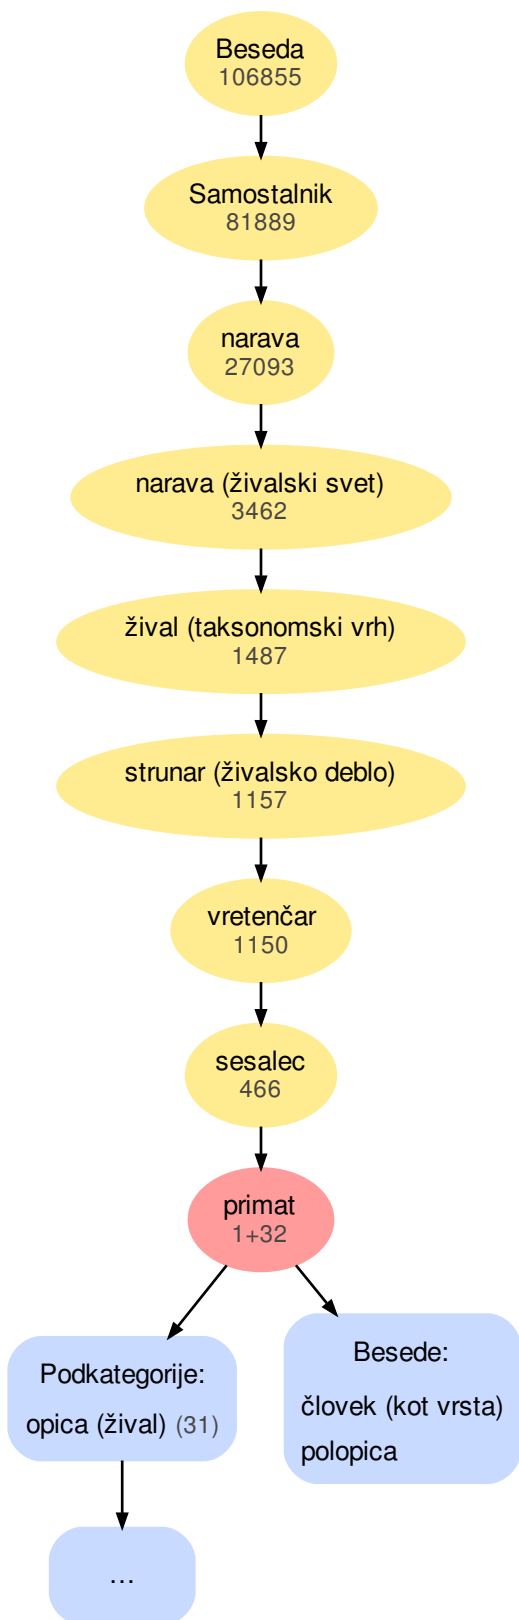 Beseda
106855
Samostalnik
81889
narava
27093
narava (živalski svet)
3462
žival (taksonomski vrh)
1487
strunar (živalsko deblo)
1157
vretenčar
1150
sesalec
466
primat
1+32
Podkategorije:
opica (žival) (31)
Besede:
človek (kot vrsta)
polopica
...